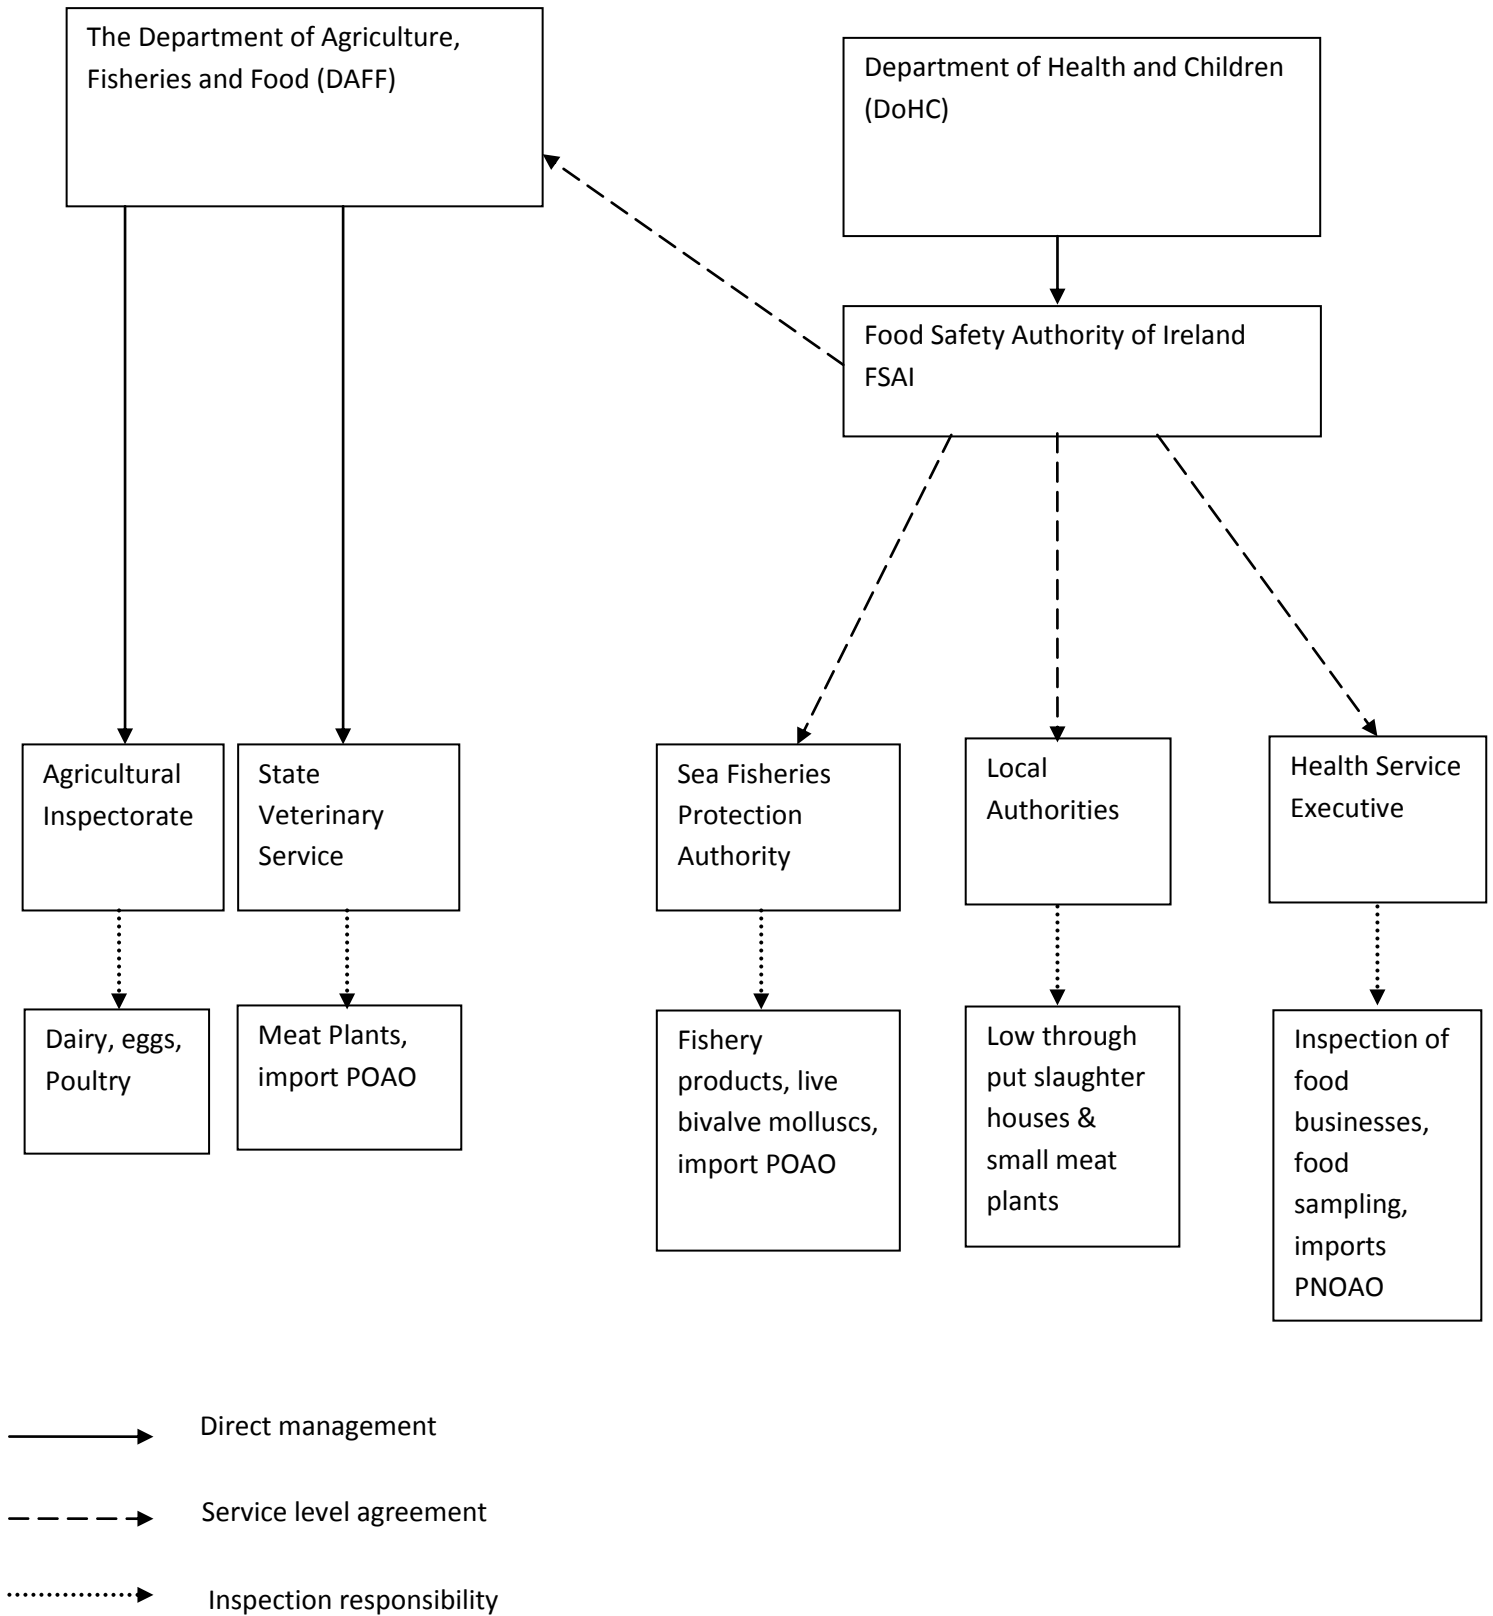 The Department of Agriculture,
Fisheries and Food (DAFF)
Department of Health and Children
(DoHC)
Food Safety Authority of Ireland
FSAI
Agricultural
Inspectorate
State
Veterinary
Service
Sea Fisheries
Protection
Authority
Local
Authorities
Health Service
Executive
Dairy, eggs,
Poultry
Meat Plants,
import POAO
Fishery
products, live
bivalve molluscs,
import POAO
Low through
put slaughter
houses &
small meat
plants
Inspection of
food
businesses,
food
sampling,
imports
PNOAO
Direct management
Service level agreement
Inspection responsibility